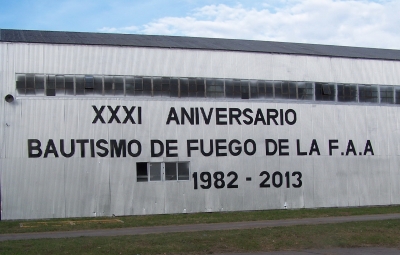 XXXI ANIVERSARIO
BAUTISMO DE FUEGO DE LA F.A.A
1982 - 2013